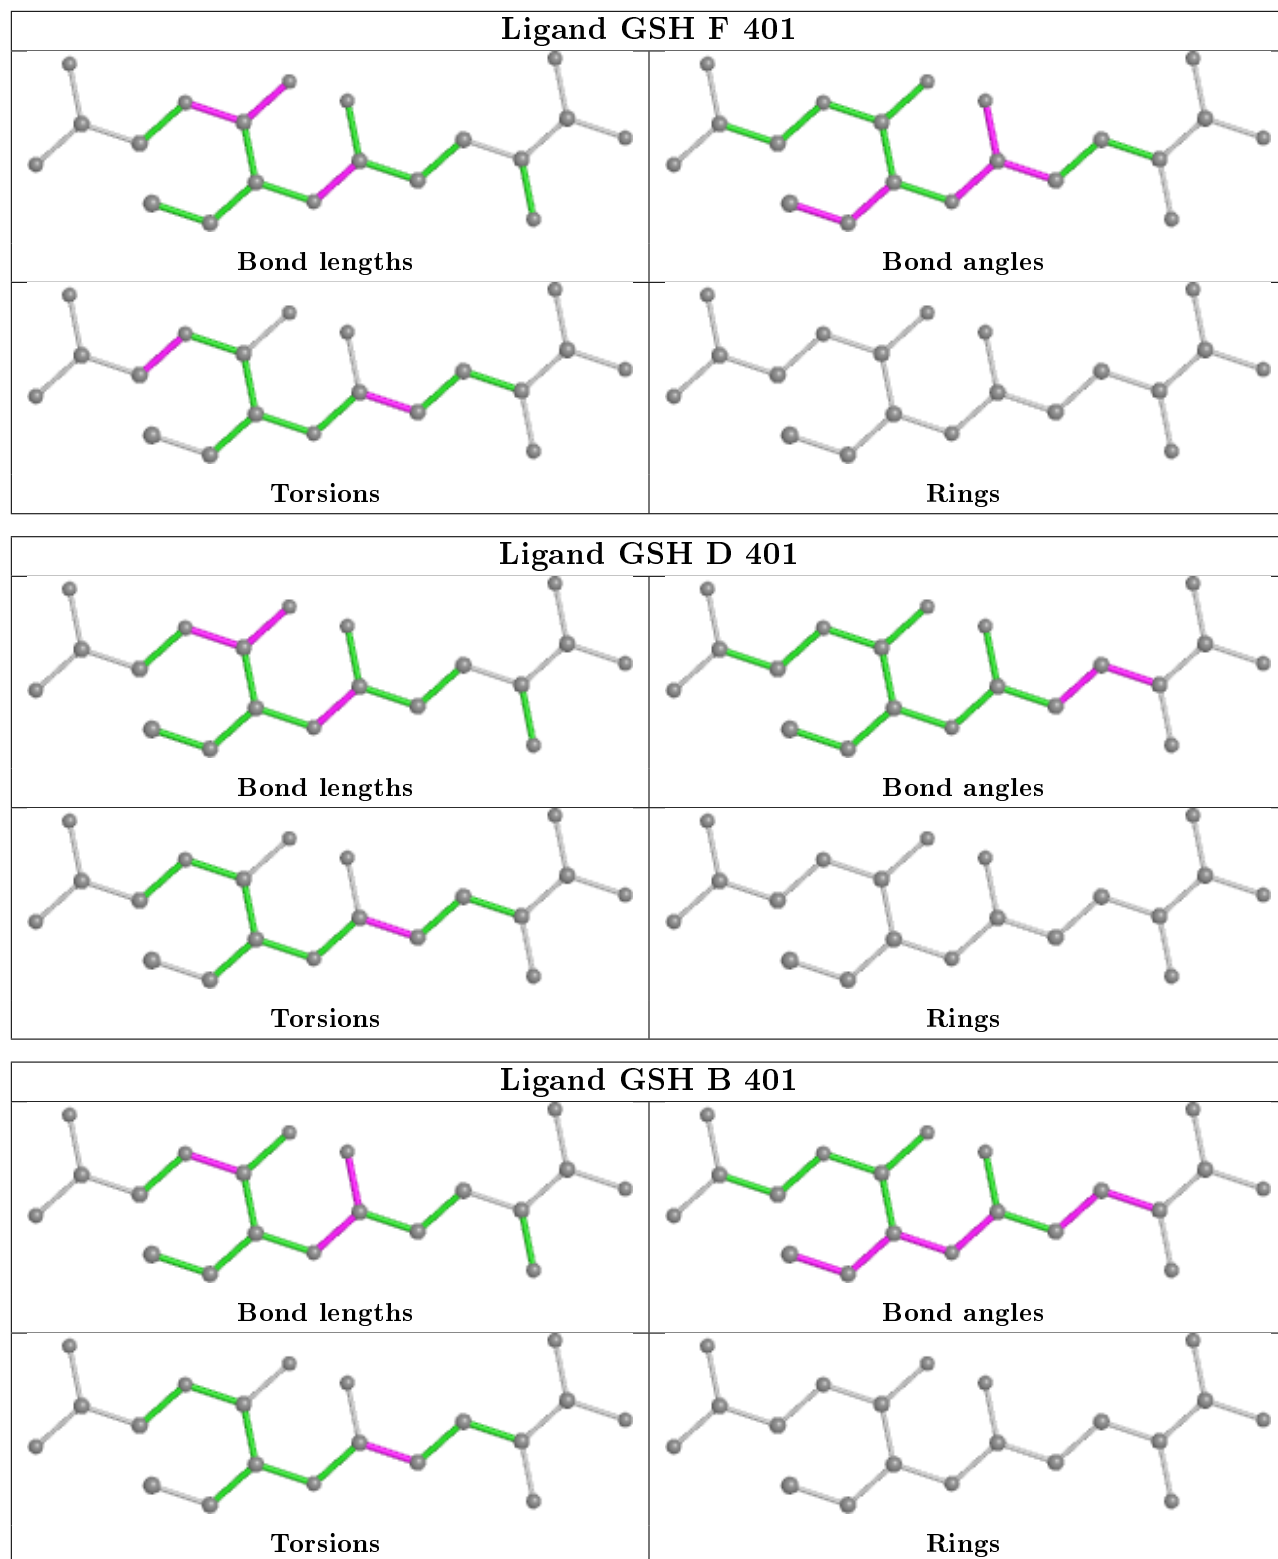 Ligand GSH F 401
Bond lengths
Bond angles
Torsions
Rings
Ligand GSH D 401
Bond lengths
Bond angles
Torsions
Rings
Ligand GSH B 401
Bond lengths
Bond angles
Torsions
Rings